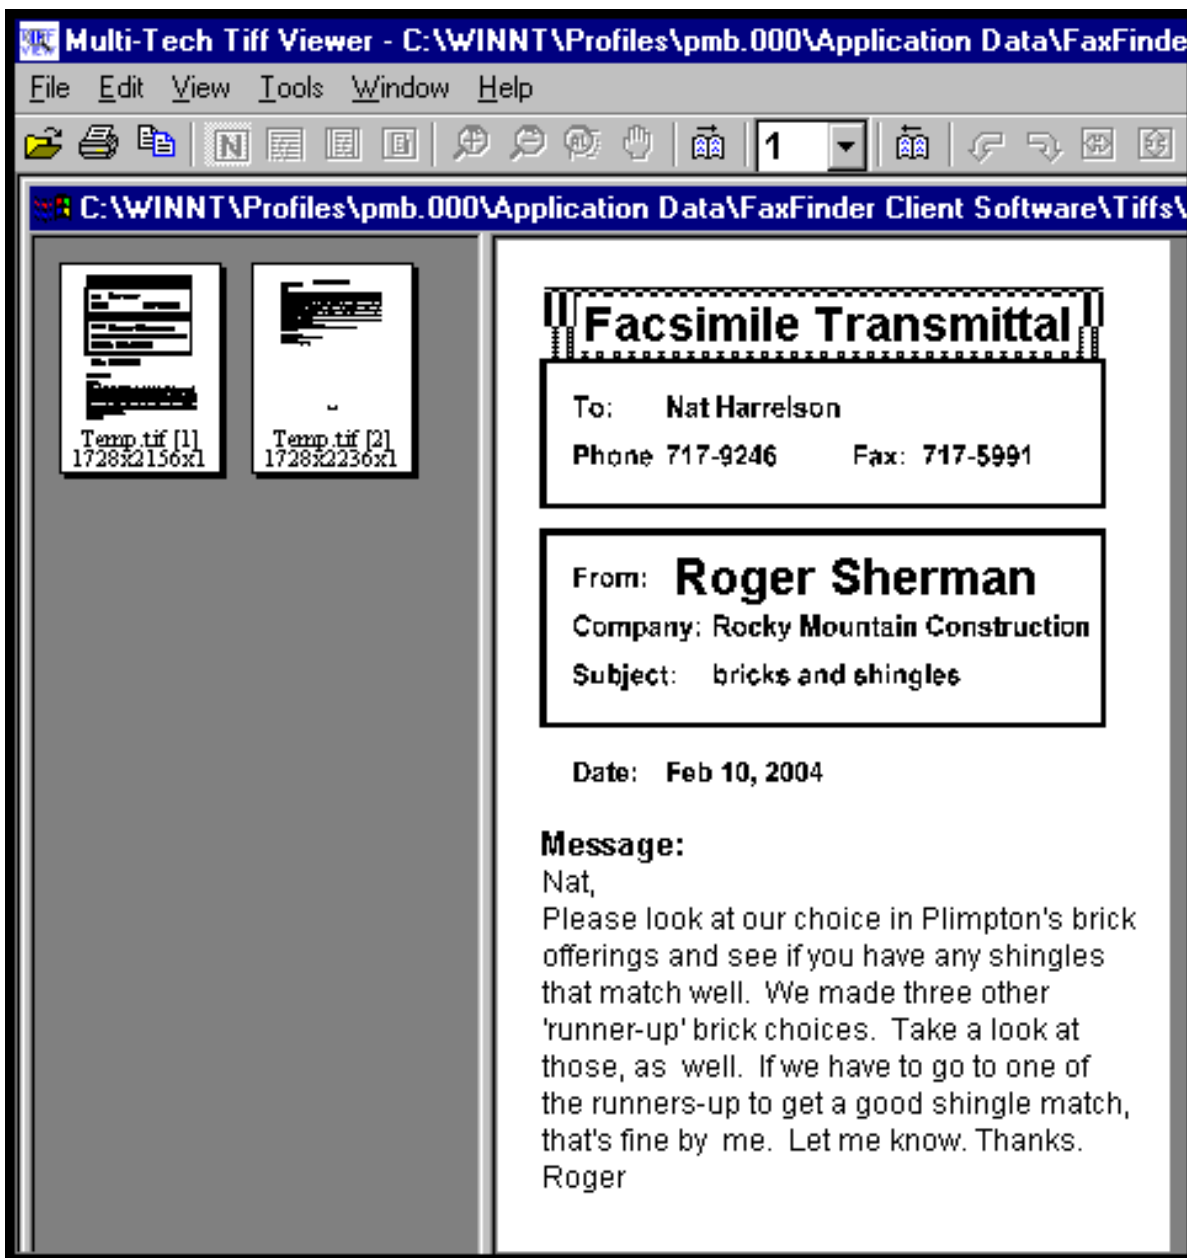 Multi-Tech Tiff Viewer - C:\WINNT\Profiles\pmb.000\Application Data\FaxFinde
File Edit View Tools Window Help
1
C:\WINNT\Profiles\pmb.000\Application Data\FaxFinder Client Software\Tiffs\
Temp.tif [1]
1728x2156x1
Temp.tif [2]
1728x2236x1
Facsimile Transmittal
To: Nat Harrelson
Phone 717-9246 Fax: 717-5991
From: Roger Sherman
Company: Rocky Mountain Construction
Subject: bricks and shingles
Date: Feb 10, 2004
Message:
Nat,
Please look at our choice in Plimpton's brick
offerings and see if you have any shingles
that match well. We made three other
'runner-up' brick choices. Take a look at
those, as well. If we have to go to one of
the runners-up to get a good shingle match,
that's fine by me. Let me know. Thanks.
Roger